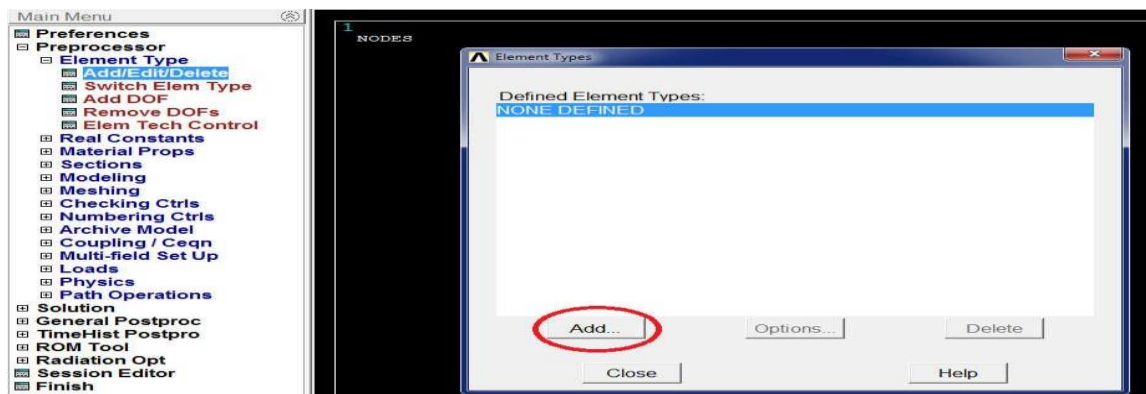 Main Menu
Preferences
Preprocessor
Element Type
Add/Edit/Delete
Switch Elem Type
Add DOF
Remove DOFs
Elem Tech Control
Real Constants
Material Props
Sections
Modeling
Meshing
Checking Ctrls
Numbering Ctrls
Archive Model
Coupling / Ceqn
Multi-field Set Up
Loads
Physics
Path Operations
Solution
General Postproc
TimeHist Postpro
ROM Tool
Radiation Opt
Session Editor
Finish
1
NODES
Element Types
Defined Element Types:
NONE DEFINED
Add...
Options...
Delete
Close
Help